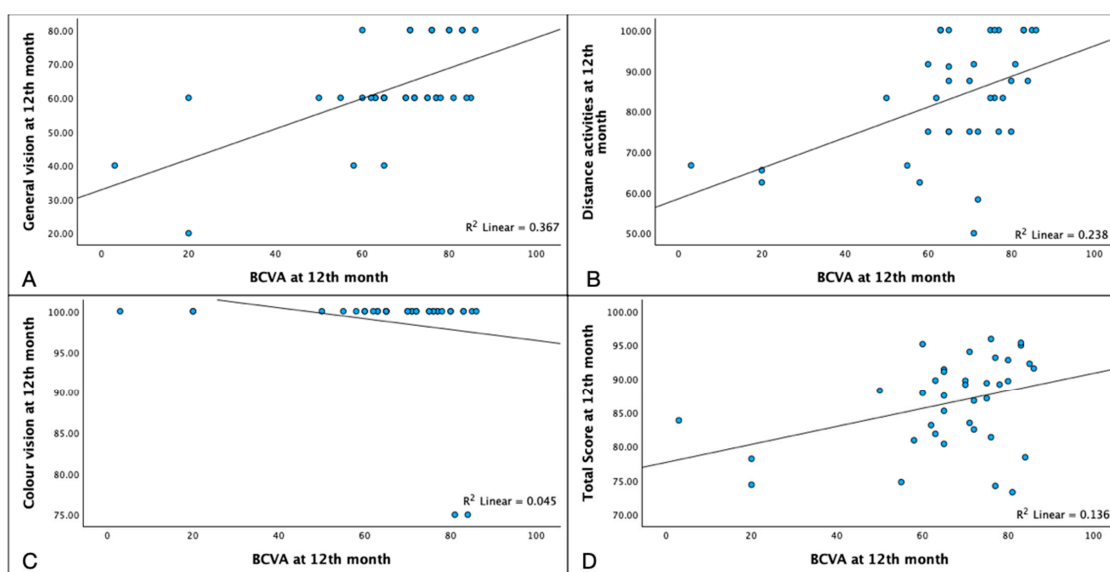 80.00
70.00
60.00
50.00
40.00
30.00
20.00
General vision at 12th month
0 20 40 60 80 100
BCVA at 12th month
R² Linear = 0.367
A
100.00
90.00
80.00
70.00
60.00
50.00
Distance activities at 12th
month
0 20 40 60 80 100
BCVA at 12th month
R² Linear = 0.238
B
100.00
95.00
90.00
85.00
80.00
75.00
Colour vision at 12th month
0 20 40 60 80 100
BCVA at 12th month
R² Linear = 0.045
C
100.00
95.00
90.00
85.00
80.00
75.00
70.00
Total Score at 12th month
0 20 40 60 80 100
BCVA at 12th month
R² Linear = 0.136
D